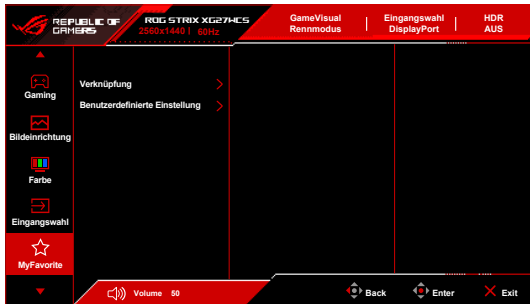 REPUBLIC OF
GAMERS
ROG STRIX XG27WCS
2560x1440 | 60Hz
GameVisual
Rennmodus
Eingangswahl
DisplayPort
HDR
AUS
Gaming
Bildeinrichtung
Farbe
Eingangswahl
MyFavorite
Verknüpfung
Benutzerdefinierte Einstellung
Volume 50
Back
Enter
Exit